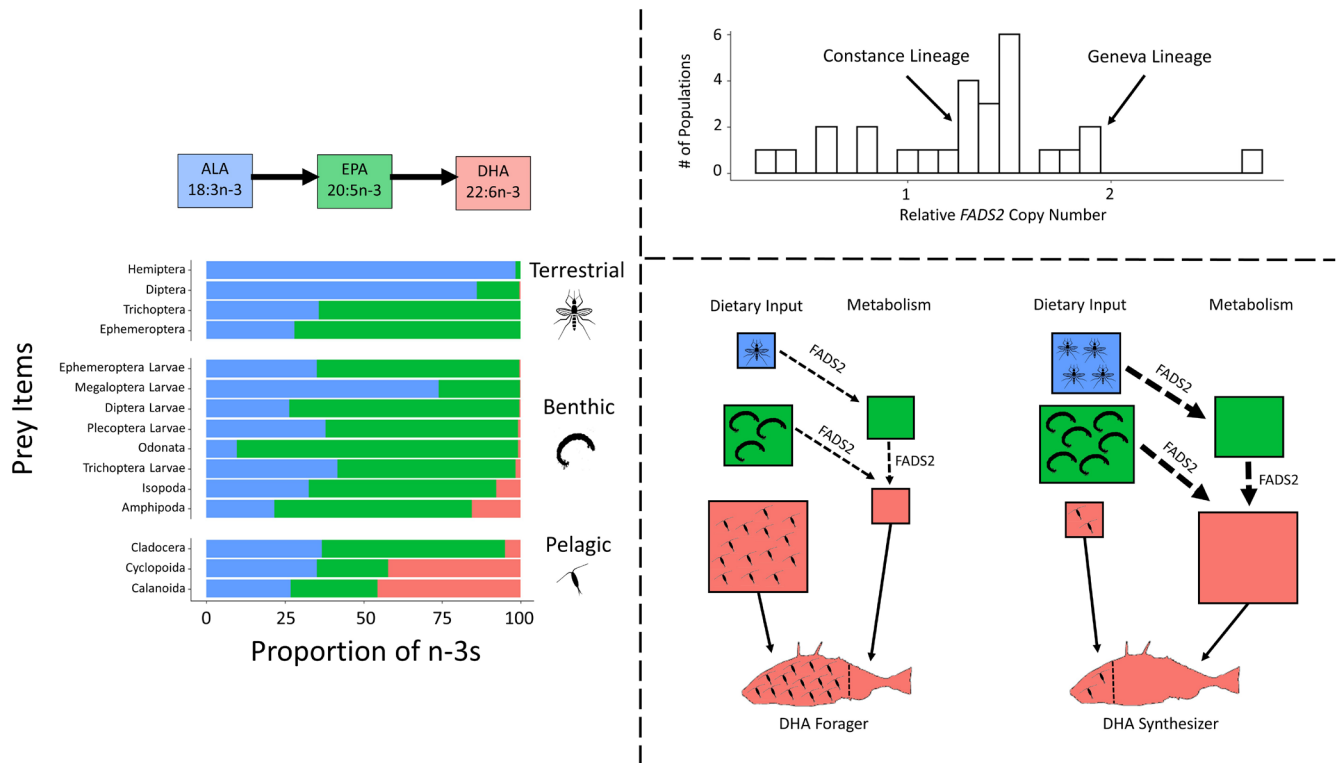 ALA
18:3n-3
EPA
20:5n-3
DHA
22:6n-3
Prey Items
Hemiptera
Diptera
Trichoptera
Ephemeroptera
Terrestrial
Ephemeroptera Larvae
Megaloptera Larvae
Diptera Larvae
Plecoptera Larvae
Odonata
Trichoptera Larvae
Isopoda
Amphipoda
Benthic
Cladocera
Cyclopoida
Calanoida
Pelagic
0
25
50
75
100
Proportion of n-3s
# of Populations
6
4
2
0
Constance Lineage
Geneva Lineage
1
2
Relative FADS2 Copy Number
Dietary Input
Metabolism
FADS2
FADS2
FADS2
DHA Forager
Dietary Input
Metabolism
FADS2
FADS2
FADS2
DHA Synthesizer